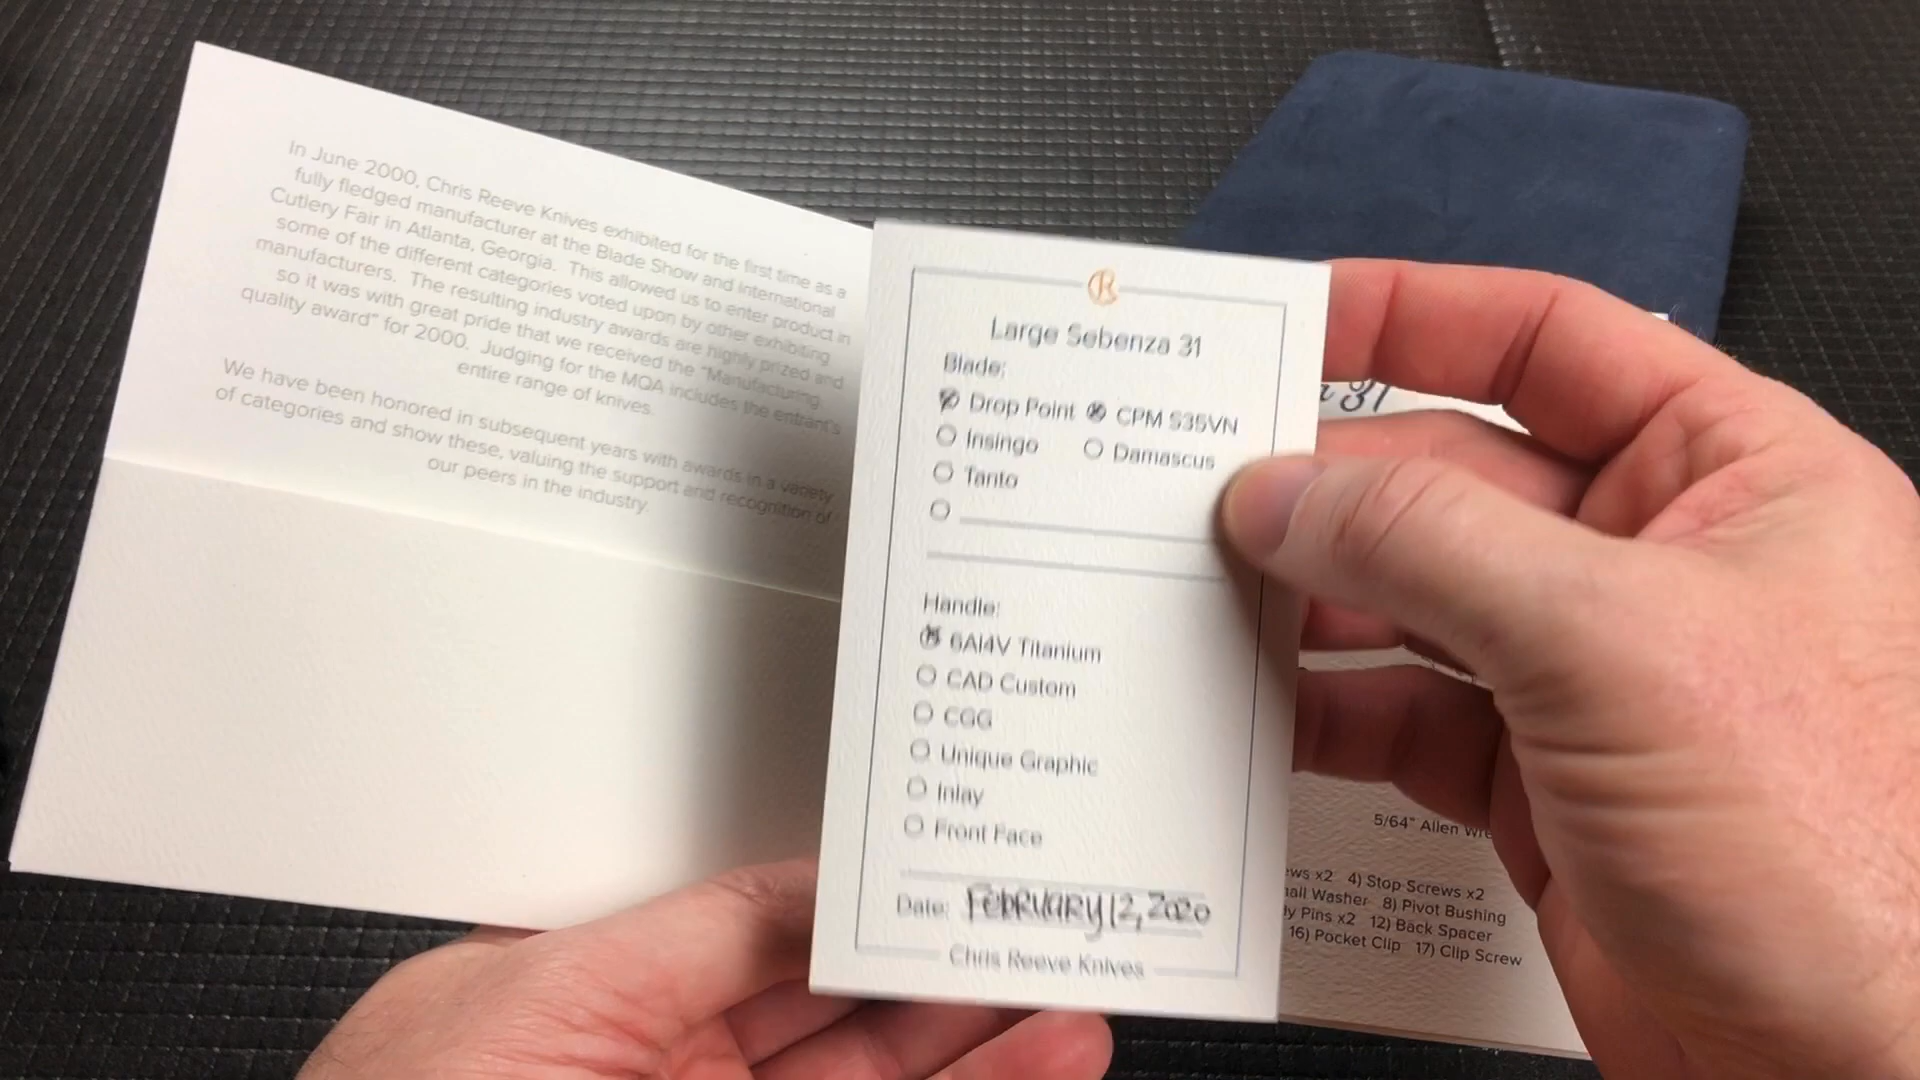 In June 2000, Chris Reeve Knives exhibited for the first time as a
fully fledged manufacturer at the Blade Show and International
Cutlery Fair in Atlanta, Georgia. This allowed us to enter product in
some of the different categories voted upon by other exhibiting
manufacturers. The resulting industry awards are highly prized and
so it was with great pride that we received the "Manufacturing
quality award" for 2000. Judging for the MQA includes the entrant's
entire range of knives.
We have been honored in subsequent years with awards in a variety
of categories and show these, valuing the support and recognition of
our peers in the industry.
Large Sebenza 31
Blade:
Drop Point CPM S35VN
Insingo Damascus
Tanto
Handle:
6Al4V Titanium
CAD Custom
CGG
Unique Graphic
Inlay
Front Face
Date: February 12, 2020
Chris Reeve Knives
31
5/64" Allen
x2 4) Stop Screws x2
Washer 8) Pivot Bushing
Pins x2 12) Back Spacer
16) Pocket Clip 17) Clip Screw